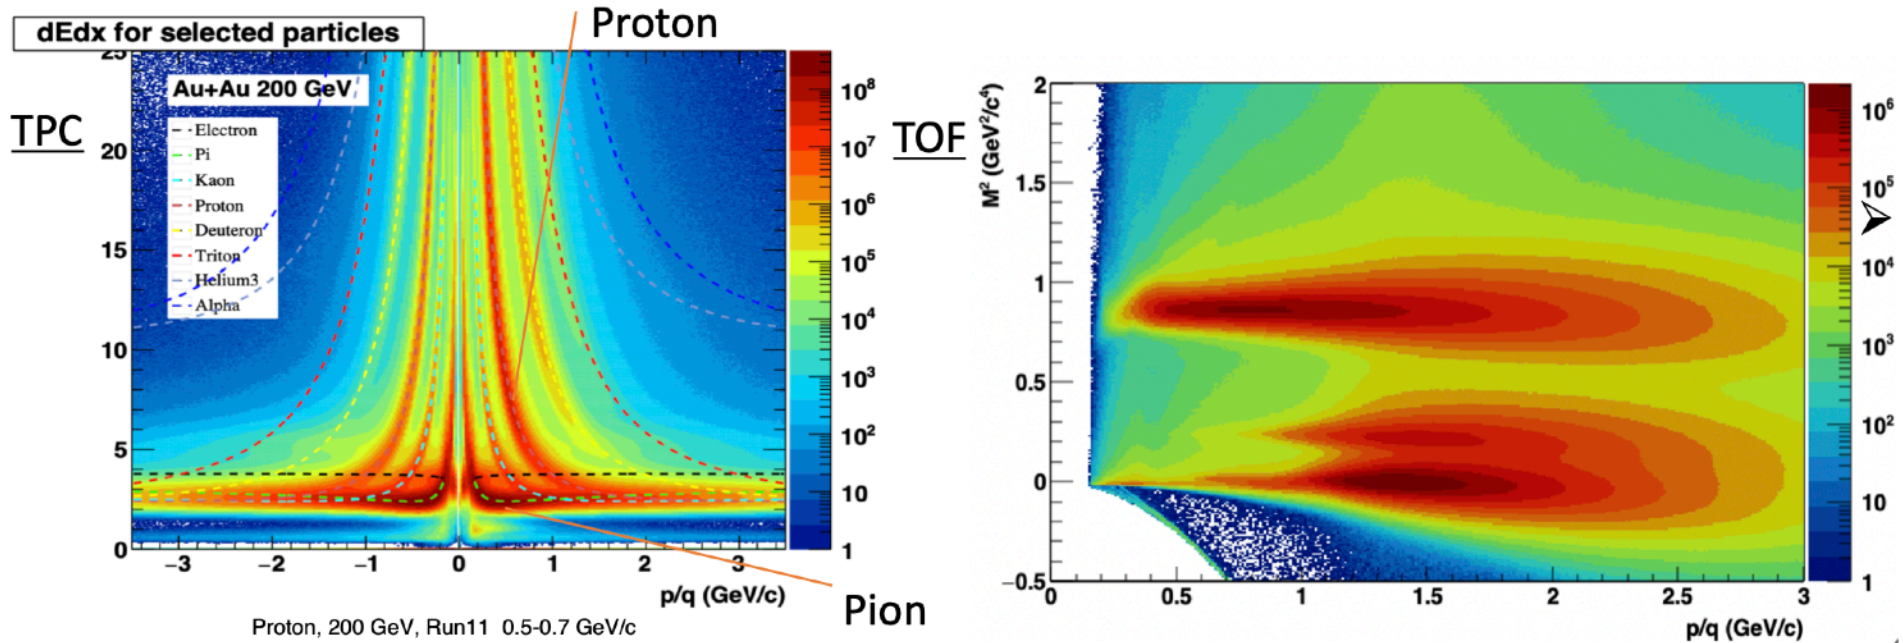 dEdx for selected particles
Proton
TPC
Au+Au 200 GeV
Electron
Pi
Kaon
Proton
Deuteron
Triton
Helium3
Alpha
25
20
15
10
5
0
−3 −2 −1 0 1 2 3
p/q (GeV/c)
10⁸
10⁷
10⁶
10⁵
10⁴
10³
10²
10
1
Pion
Proton, 200 GeV, Run11 0.5-0.7 GeV/c
TOF
M² (GeV²/c⁴)
2
1.5
1
0.5
0
−0.5
0 0.5 1 1.5 2 2.5 3
p/q (GeV/c)
10⁶
10⁵
10⁴
10³
10²
10
1